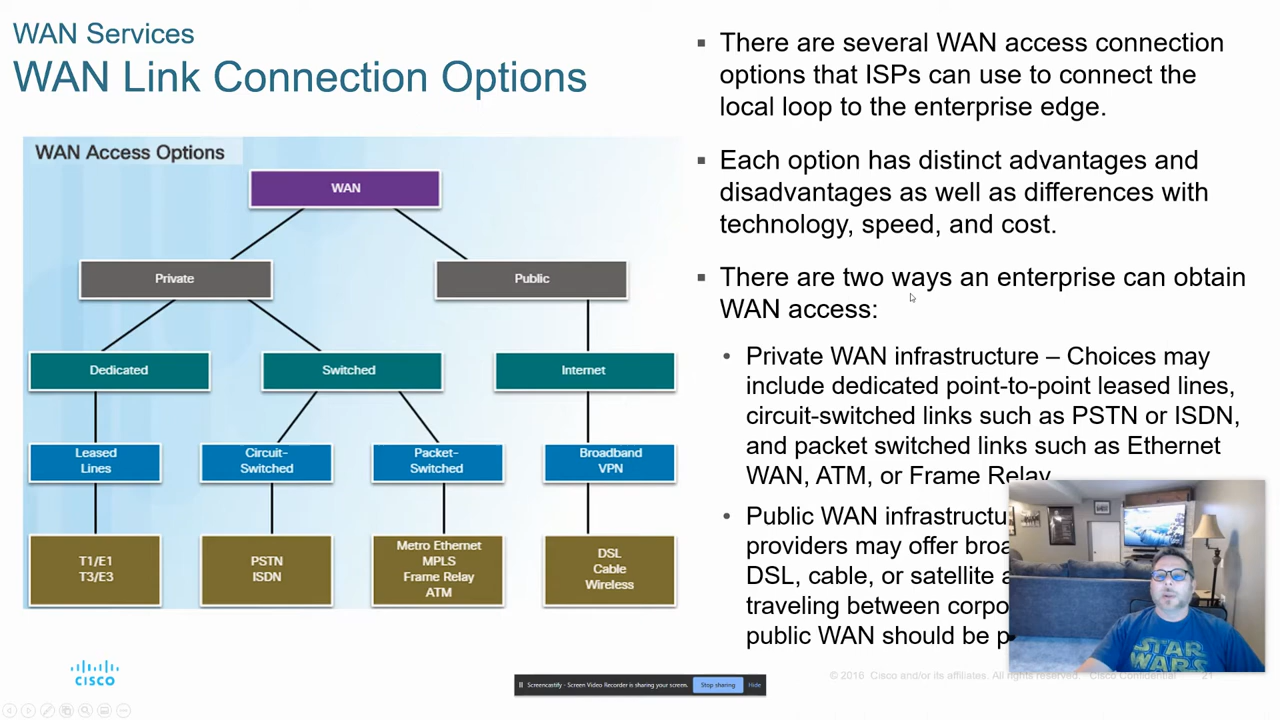 WAN Services
WAN Link Connection Options
WAN Access Options
WAN
Private
Public
Dedicated
Switched
Internet
Leased
Lines
Circuit-
Switched
Packet-
Switched
Broadband
VPN
T1/E1
T3/E3
PSTN
ISDN
Metro Ethernet
MPLS
Frame Relay
ATM
DSL
Cable
Wireless
▪ There are several WAN access connection
options that ISPs can use to connect the
local loop to the enterprise edge.
▪ Each option has distinct advantages and
disadvantages as well as differences with
technology, speed, and cost.
▪ There are two ways an enterprise can obtain
WAN access:
• Private WAN infrastructure – Choices may
include dedicated point-to-point leased lines,
circuit-switched links such as PSTN or ISDN,
and packet switched links such as Ethernet
WAN, ATM, or Frame Relay
• Public WAN
providers may offer
DSL, cable, or satellite
traveling between
public WAN should be
STAR
WARS
CISCO
Screencastify - Screen Video Recorder is sharing your screen.
Stop sharing
Hide
© 2016 Cisco and/or its affiliates. All rights reserved. Cisco Confidential
21